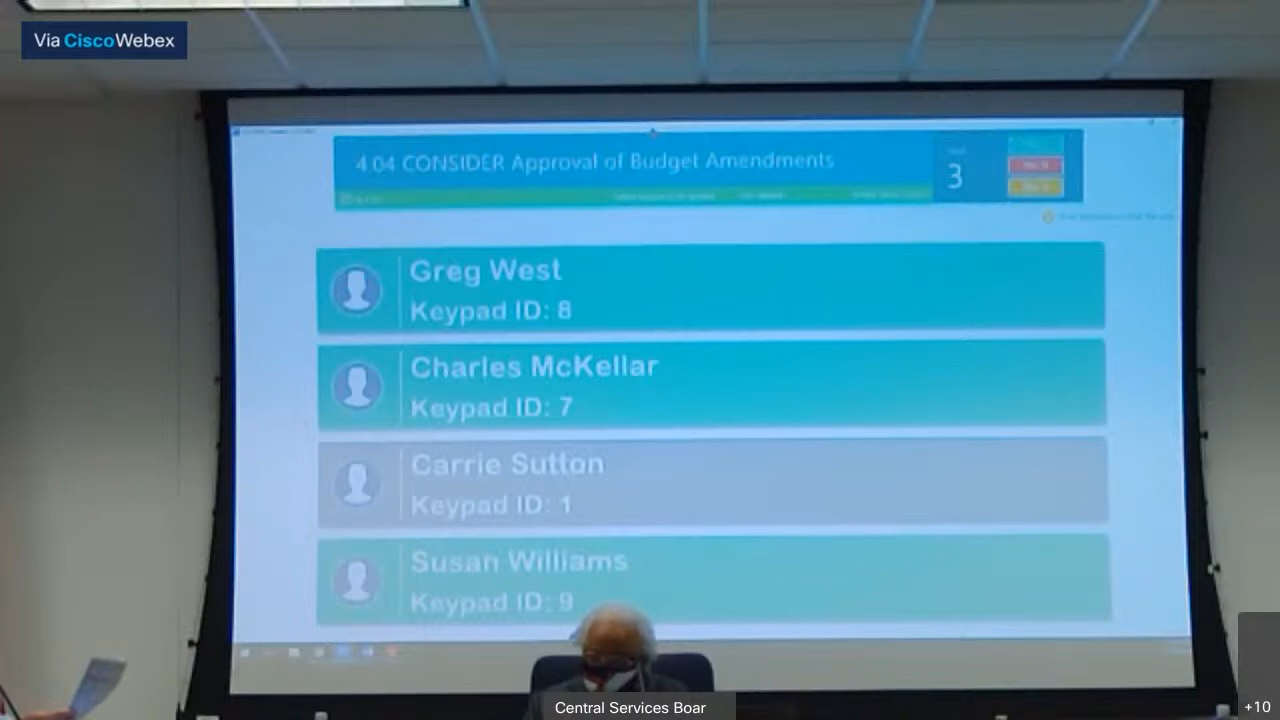 Via CiscoWebex
4.04 CONSIDER Approval of Budget Amendments
3
Greg West
Keypad ID: 8
Charles McKellar
Keypad ID: 7
Carrie Sutton
Keypad ID: 1
Susan Williams
Keypad ID: 9
Central Services Boar
+10